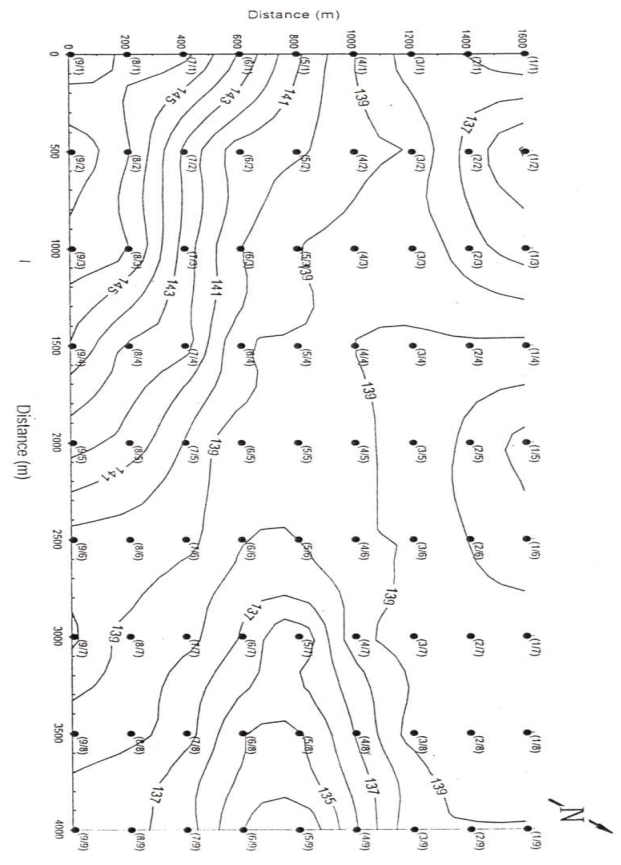 Distance (m)
0 200 400 600 800 1000 1200 1400 1600
(9/1) (8/1) (7/1) (6/1) (5/1) (4/1) (3/1) (2/1) (1/1)
145 143 141 139 137
500 (9/2) (8/2) (7/2) (6/2) (5/2) (4/2) (3/2) (2/2) (1/2)
1000 (9/3) (8/3) (7/3) (6/3) (5/3) (4/3) (3/3) (2/3) (1/3)
145 143 141 139
1500 (9/4) (8/4) (7/4) (6/4) (5/4) (4/4) (3/4) (2/4) (1/4)
139
2000 (9/5) (8/5) (7/5) (6/5) (5/5) (4/5) (3/5) (2/5) (1/5)
141 139
Distance (m)
2500 (9/6) (8/6) (7/6) (6/6) (5/6) (4/6) (3/6) (2/6) (1/6)
137 139
3000 (9/7) (8/7) (7/7) (6/7) (5/7) (4/7) (3/7) (2/7) (1/7)
139
3500 (9/8) (8/8) (7/8) (6/8) (5/8) (4/8) (3/8) (2/8) (1/8)
137 135 137 139
4000 (9/9) (8/9) (7/9) (6/9) (5/9) (4/9) (3/9) (2/9) (1/9)
N